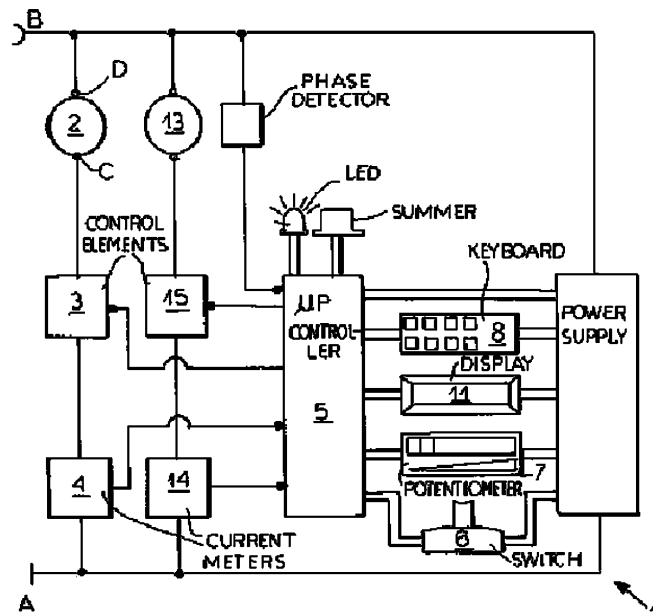 B
D
2
13
C
PHASE
DETECTOR
LED
SUMMER
CONTROL
ELEMENTS
KEYBOARD
3
15
µP
CONTROL
LER
8
POWER
SUPPLY
DISPLAY
11
5
4
14
7
POTENTIOMETER
6
SWITCH
CURRENT
METERS
A